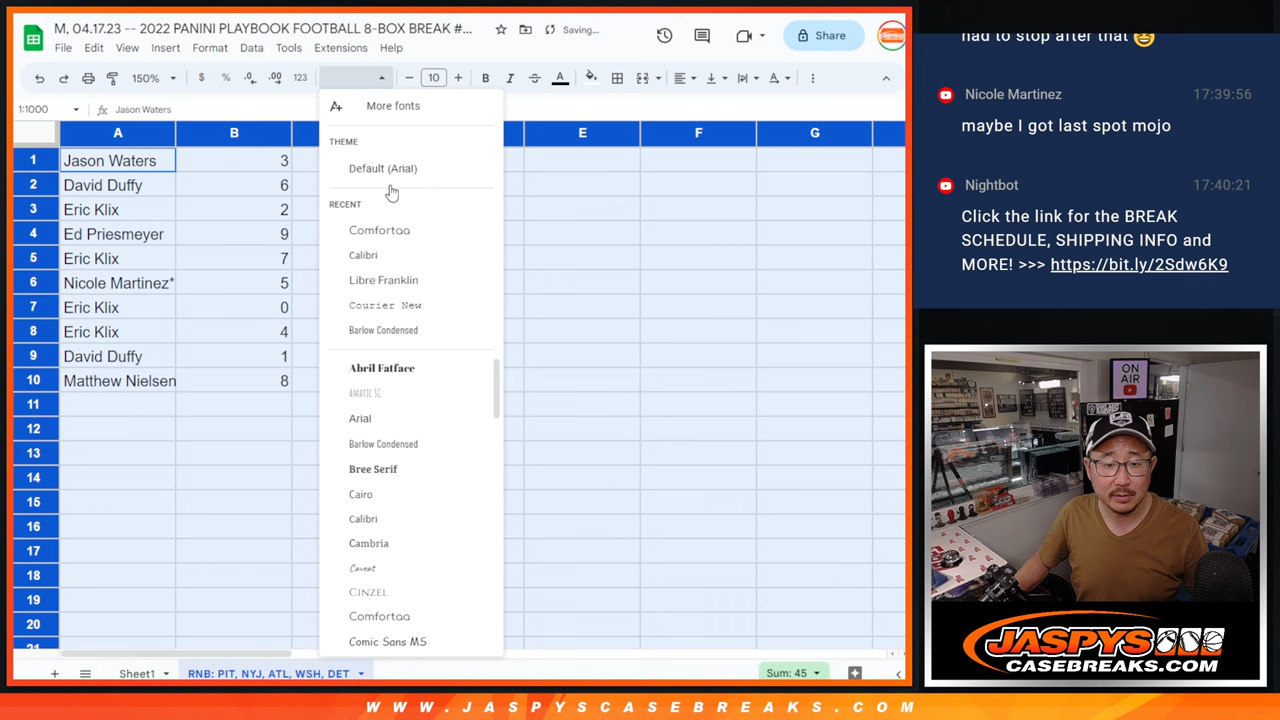 M, 04.17.23 -- 2022 PANINI PLAYBOOK FOOTBALL 8-BOX BREAK #...
Saving...
File Edit View Insert Format Data Tools Extensions Help
Share
150% $ % .0 .00 123 10 B I A
1:1000 fx Jason Waters
A B E F G
1 Jason Waters 3
2 David Duffy 6
3 Eric Klix 2
4 Ed Priesmeyer 9
5 Eric Klix 7
6 Nicole Martinez* 5
7 Eric Klix 0
8 Eric Klix 4
9 David Duffy 1
10 Matthew Nielsen 8
11
12
13
14
15
16
17
18
19
20
21
More fonts
THEME
Default (Arial)
RECENT
Comfortaa
Calibri
Libre Franklin
Courier New
Barlow Condensed
Abril Fatface
Amatic SC
Arial
Barlow Condensed
Bree Serif
Cairo
Calibri
Cambria
Caveat
CINZEL
Comfortaa
Comic Sans MS
Sheet1 RNB: PIT, NYJ, ATL, WSH, DET Sum: 45
had to stop after that
Nicole Martinez 17:39:56
maybe I got last spot mojo
Nightbot 17:40:21
Click the link for the BREAK
SCHEDULE, SHIPPING INFO and
MORE! >>> https://bit.ly/2Sdw6K9
ON
AIR
JASPYS
CASEBREAKS.COM
WWW.JASPYSCASEBREAKS.COM